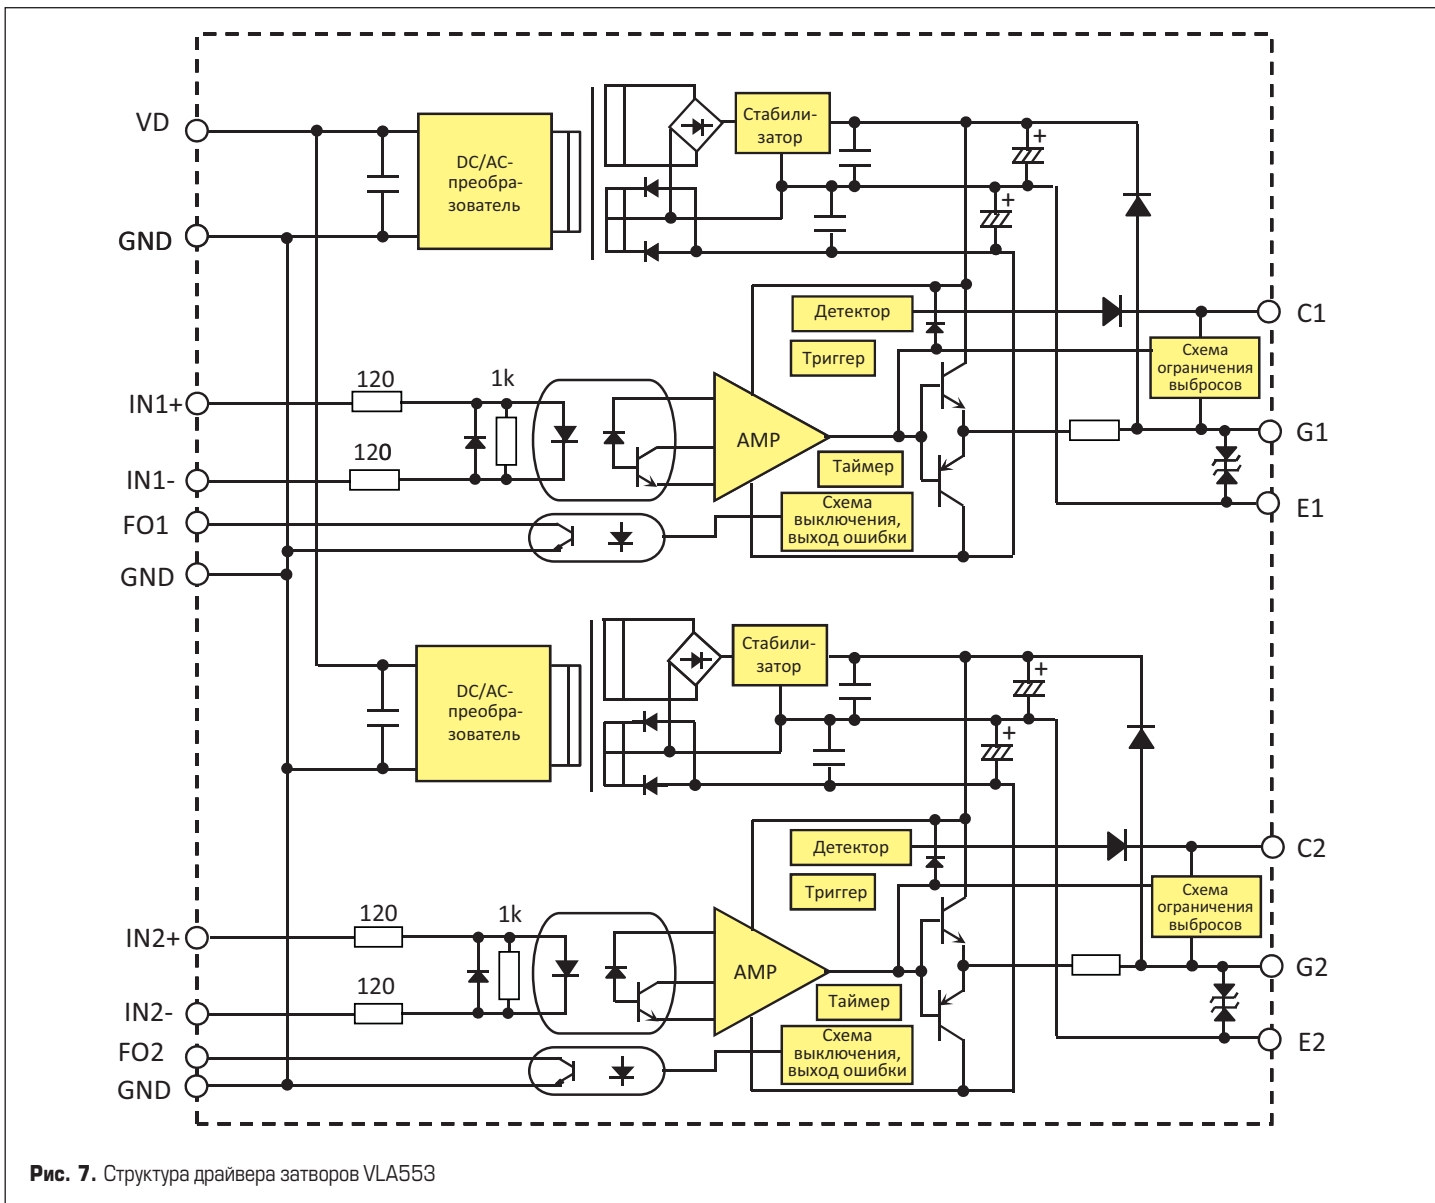 VD
GND
DC/AC-
преобра-
зователь
Стабили-
затор
+
+
Детектор
Триггер
C1
Схема
ограничения
выбросов
IN1+
120
1k
AMP
G1
IN1-
120
Таймер
FO1
Схема
выключения,
выход ошибки
E1
GND
DC/AC-
преобра-
зователь
Стабили-
затор
+
+
Детектор
Триггер
C2
Схема
ограничения
выбросов
IN2+
120
1k
AMP
G2
IN2-
120
Таймер
FO2
Схема
выключения,
выход ошибки
E2
GND
Рис. 7. Структура драйвера затворов VLA553